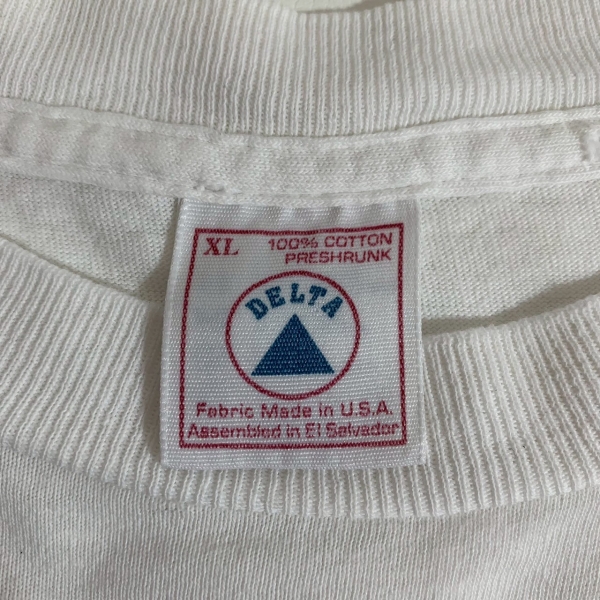 XL 100% COTTON
PRESHRUNK
DELTA
Fabric Made in U.S.A.
Assembled in El Salvador